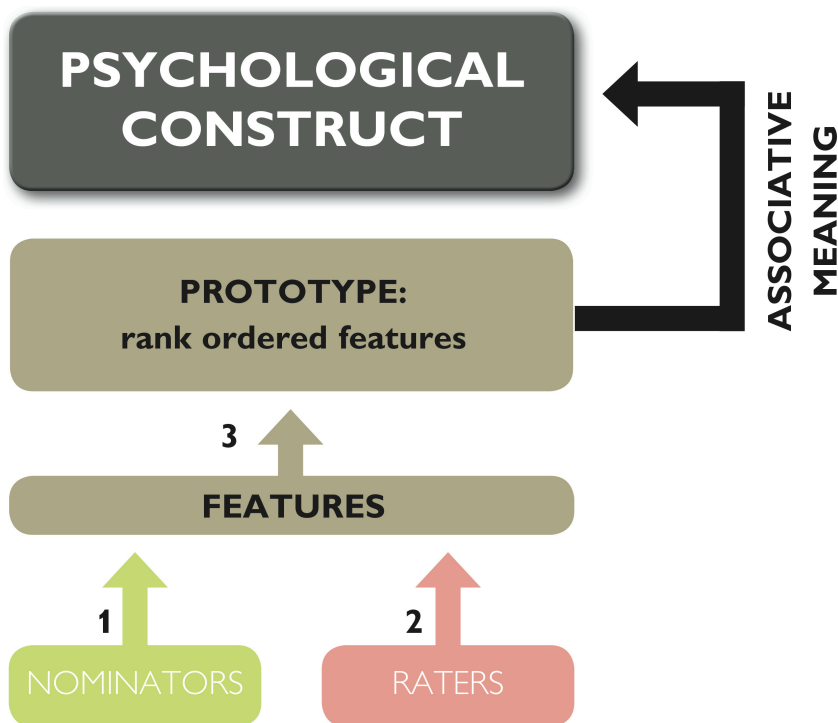 PSYCHOLOGICAL
CONSTRUCT
ASSOCIATIVE
MEANING
PROTOTYPE:
rank ordered features
3
FEATURES
1
2
NOMINATORS
RATERS